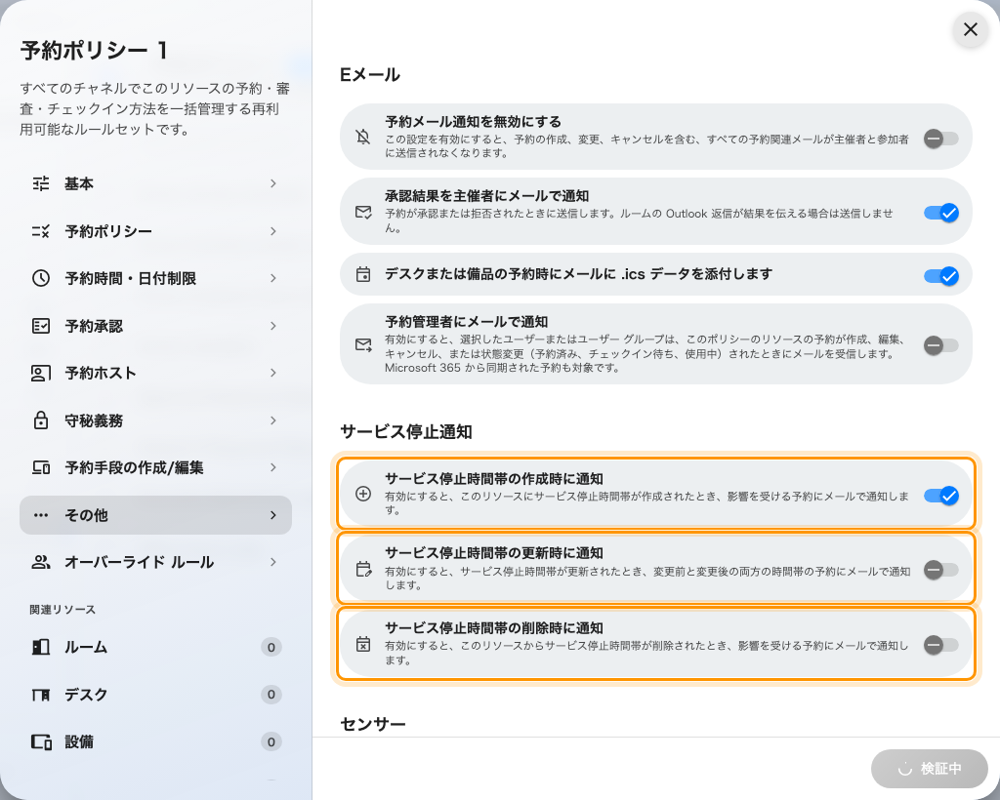 予約ポリシー 1
すべてのチャネルでこのリソースの予約・審
査・チェックイン方法を一括管理する再利
用可能なルールセットです。
基本
予約ポリシー
予約時間・日付制限
予約承認
予約ホスト
守秘義務
予約手段の作成/編集
その他
オーバーライド ルール
関連リソース
ルーム 0
デスク 0
設備 0
Eメール
予約メール通知を無効にする
この設定を有効にすると、予約の作成、変更、キャンセルを含む、すべての予約関連メールが主催者と参加者
に送信されなくなります。
承認結果を主催者にメールで通知
予約が承認または拒否されたときに送信します。ルームの Outlook 返信が結果を伝える場合は送信しませ
ん。
デスクまたは備品の予約時にメールに .ics データを添付します
予約管理者にメールで通知
有効にすると、選択したユーザーまたはユーザー グループは、このポリシーのリソースの予約が作成、編集、
キャンセル、または状態変更（予約済み、チェックイン待ち、使用中）されたときにメールを受信します。
Microsoft 365 から同期された予約も対象です。
サービス停止通知
サービス停止時間帯の作成時に通知
有効にすると、このリソースにサービス停止時間帯が作成されたとき、影響を受ける予約にメールで通知しま
す。
サービス停止時間帯の更新時に通知
有効にすると、サービス停止時間帯が更新されたとき、変更前と変更後の両方の時間帯の予約にメールで通知
します。
サービス停止時間帯の削除時に通知
有効にすると、このリソースからサービス停止時間帯が削除されたとき、影響を受ける予約にメールで通知し
ます。
センサー
検証中